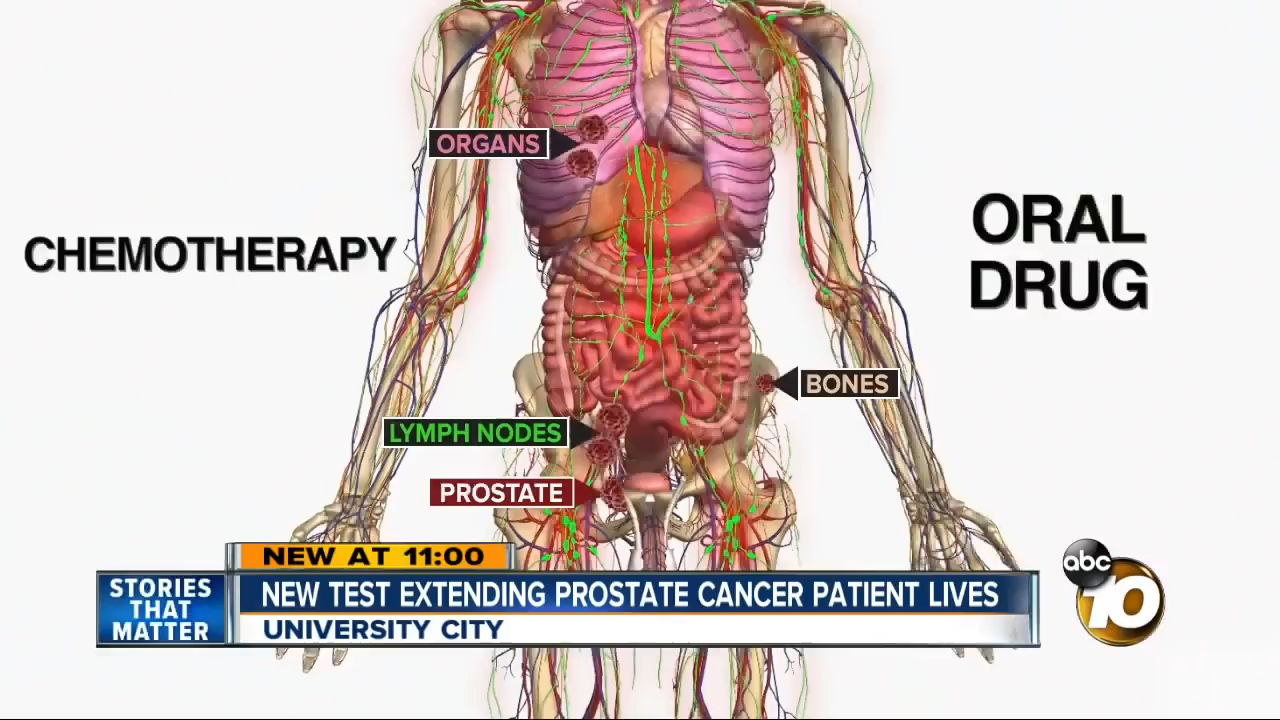 ORGANS
CHEMOTHERAPY
ORAL
DRUG
BONES
LYMPH NODES
PROSTATE
NEW AT 11:00
STORIES
THAT
MATTER
NEW TEST EXTENDING PROSTATE CANCER PATIENT LIVES
UNIVERSITY CITY
abc
10